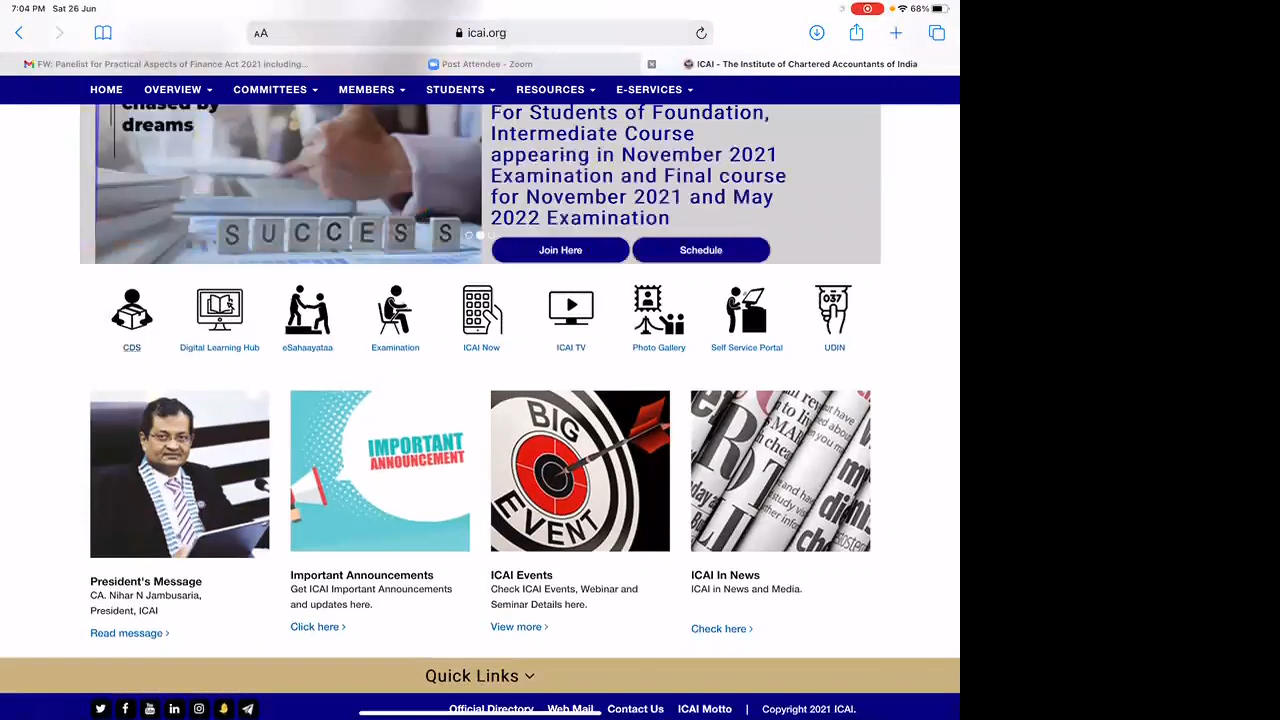 7:04 PM Sat 26 Jun
68%
AA
icai.org
FW: Panelist for Practical Aspects of Finance Act 2021 including...
Post Attendee - Zoom
ICAI - The Institute of Chartered Accountants of India
HOME OVERVIEW COMMITTEES MEMBERS STUDENTS RESOURCES E-SERVICES
chased by
dreams
SUCCESS
For Students of Foundation,
Intermediate Course
appearing in November 2021
Examination and Final course
for November 2021 and May
2022 Examination
Join Here Schedule
037
CDS Digital Learning Hub eSahaayataa Examination ICAI Now ICAI TV Photo Gallery Self Service Portal UDIN
IMPORTANT
ANNOUNCEMENT
BIG
EVENT
President's Message
CA. Nihar N Jambusaria,
President, ICAI
Read message >
Important Announcements
Get ICAI Important Announcements
and updates here.
Click here >
ICAI Events
Check ICAI Events, Webinar and
Seminar Details here.
View more >
ICAI In News
ICAI in News and Media.
Check here >
Quick Links
Official Directory Web Mail Contact Us ICAI Motto | Copyright 2021 ICAI.